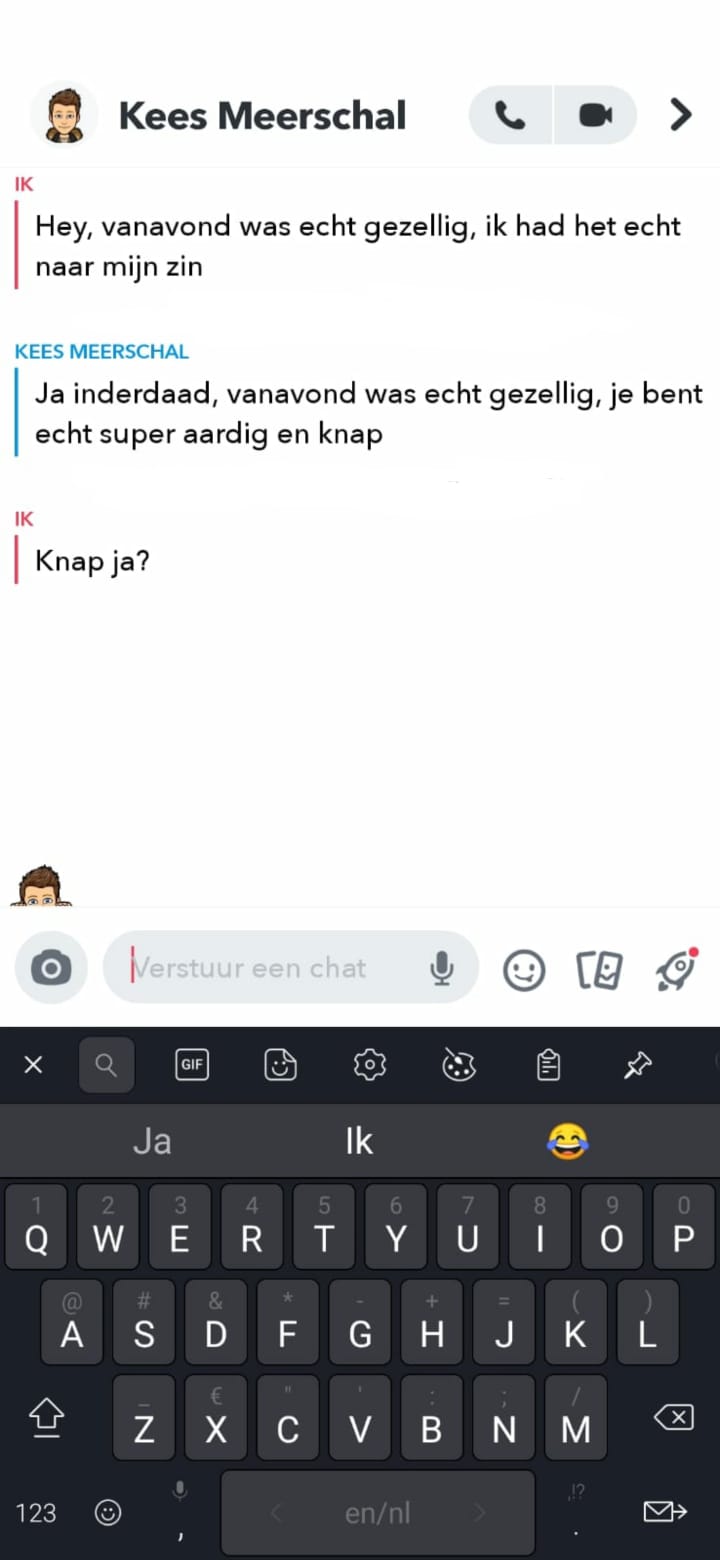 Kees Meerschal
IK
Hey, vanavond was echt gezellig, ik had het echt
naar mijn zin
KEES MEERSCHAL
Ja inderdaad, vanavond was echt gezellig, je bent
echt super aardig en knap
IK
Knap ja?
Verstuur een chat
GIF
Ja Ik 😂
1 2 3 4 5 6 7 8 9 0
Q W E R T Y U I O P
@ # & * - + = ( )
A S D F G H J K L
_ € " ' : ; /
Z X C V B N M
123 , < en/nl > ,!? .